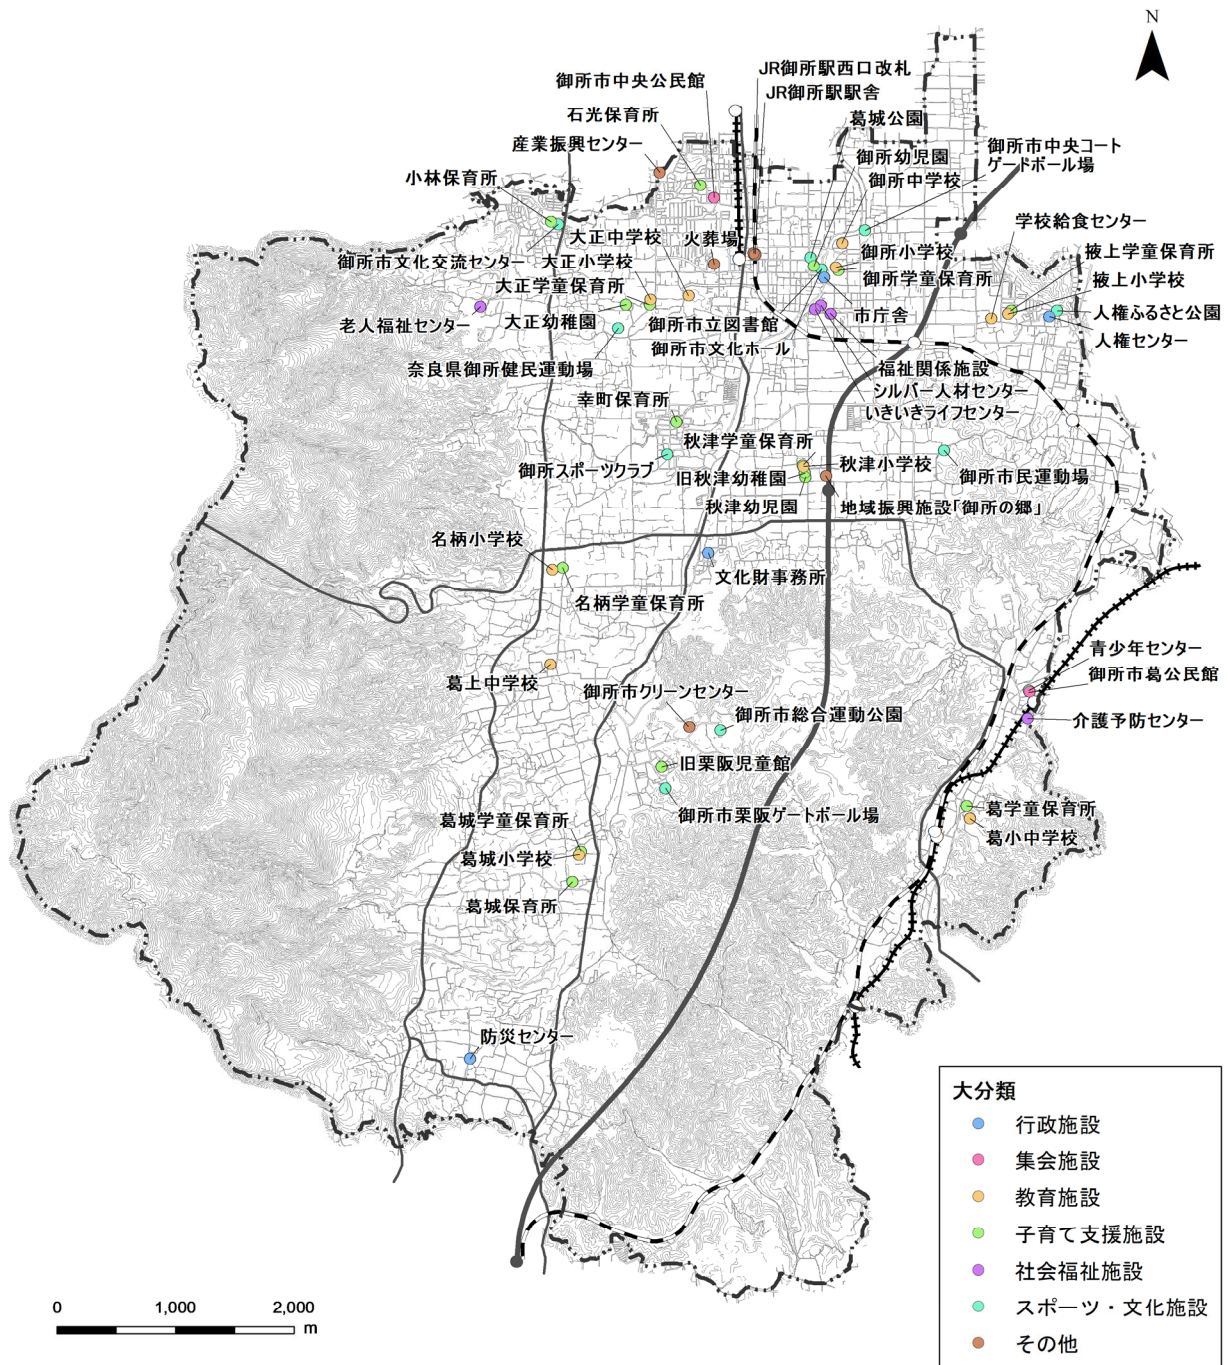 N
JR御所駅西口改札
御所市中央公民館
JR御所駅駅舎
石光保育所
葛城公園
産業振興センター
御所幼児園
御所市中央コート
ゲードボール場
御所中学校
小林保育所
学校給食センター
大正中学校
火葬場
御所小学校
掖上学童保育所
御所市文化交流センター
大正小学校
御所学童保育所
掖上小学校
大正学童保育所
人権ふるさと公園
老人福祉センター
大正幼稚園
御所市立図書館
市庁舎
人権センター
御所市文化ホール
奈良県御所健民運動場
福祉関係施設
シルバー人材センター
いきいきライフセンター
幸町保育所
秋津学童保育所
御所スポーツクラブ
旧秋津幼稚園
秋津小学校
御所市民運動場
秋津幼児園
地域振興施設「御所の郷」
名柄小学校
文化財事務所
名柄学童保育所
青少年センター
御所市葛公民館
葛上中学校
御所市クリーンセンター
御所市総合運動公園
介護予防センター
旧栗阪児童館
葛学童保育所
御所市栗阪ゲートボール場
葛城学童保育所
葛小中学校
葛城小学校
葛城保育所
防災センター
大分類
行政施設
集会施設
教育施設
子育て支援施設
社会福祉施設
スポーツ・文化施設
その他
0 1,000 2,000
m